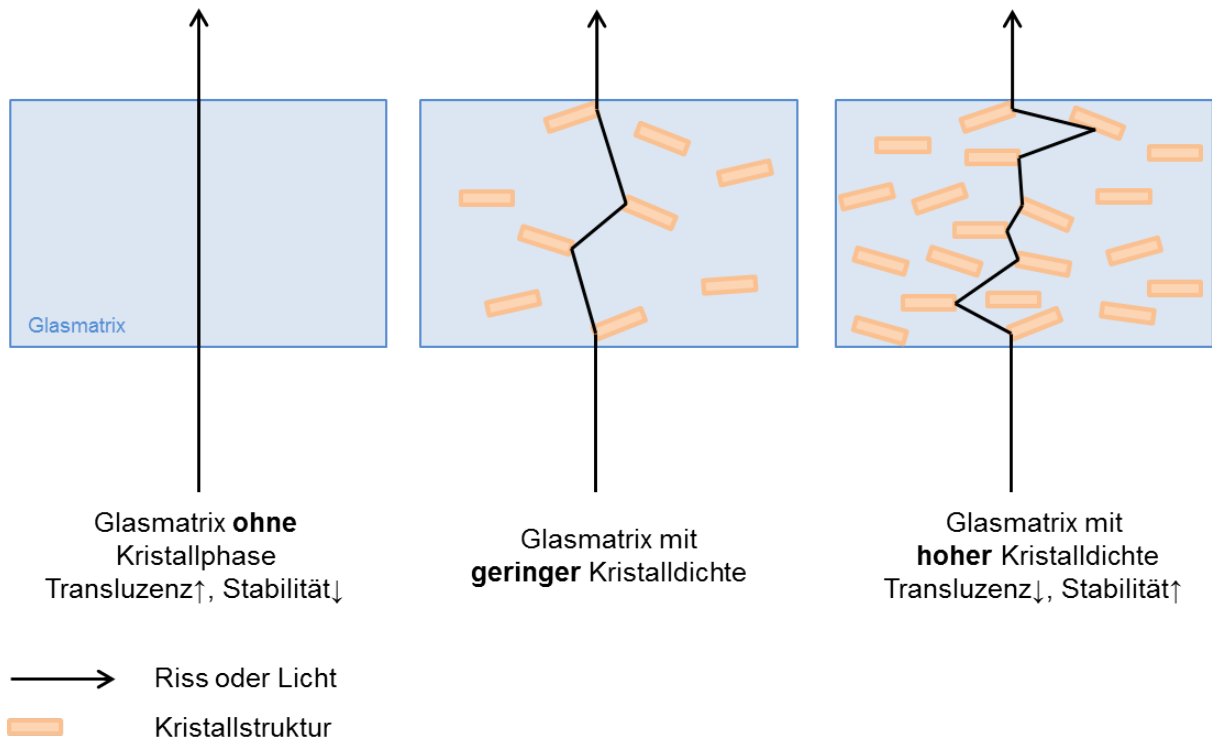 Glasmatrix
Glasmatrix ohne
Kristallphase
Transluzenz↑, Stabilität↓
Glasmatrix mit
geringer Kristalldichte
Glasmatrix mit
hoher Kristalldichte
Transluzenz↓, Stabilität↑
Riss oder Licht
Kristallstruktur